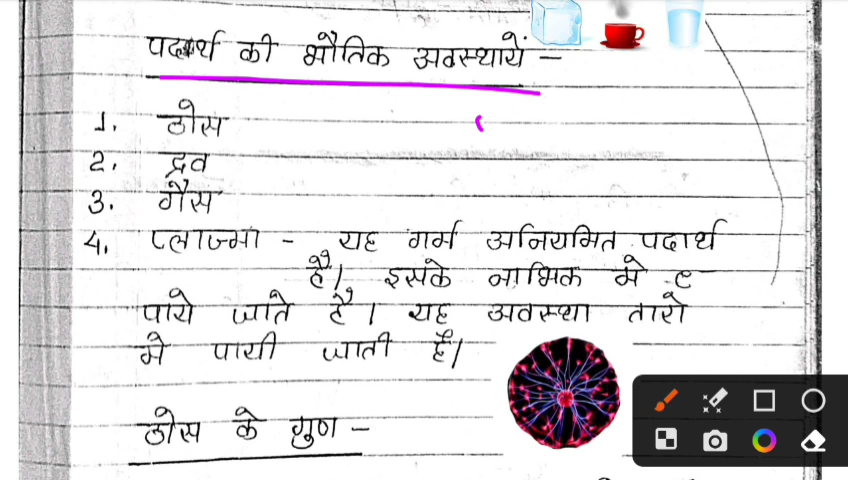 पदार्थ की भौतिक अवस्थायें -
1. ठोस
2. द्रव
3. गैस
4. प्लाज्मा - यह गर्म अनियमित पदार्थ
है। इसके नाभिक मे e⁻
पाये जाते है। यह अवस्था तारो
मे पायी जाती है।
ठोस के गुण -